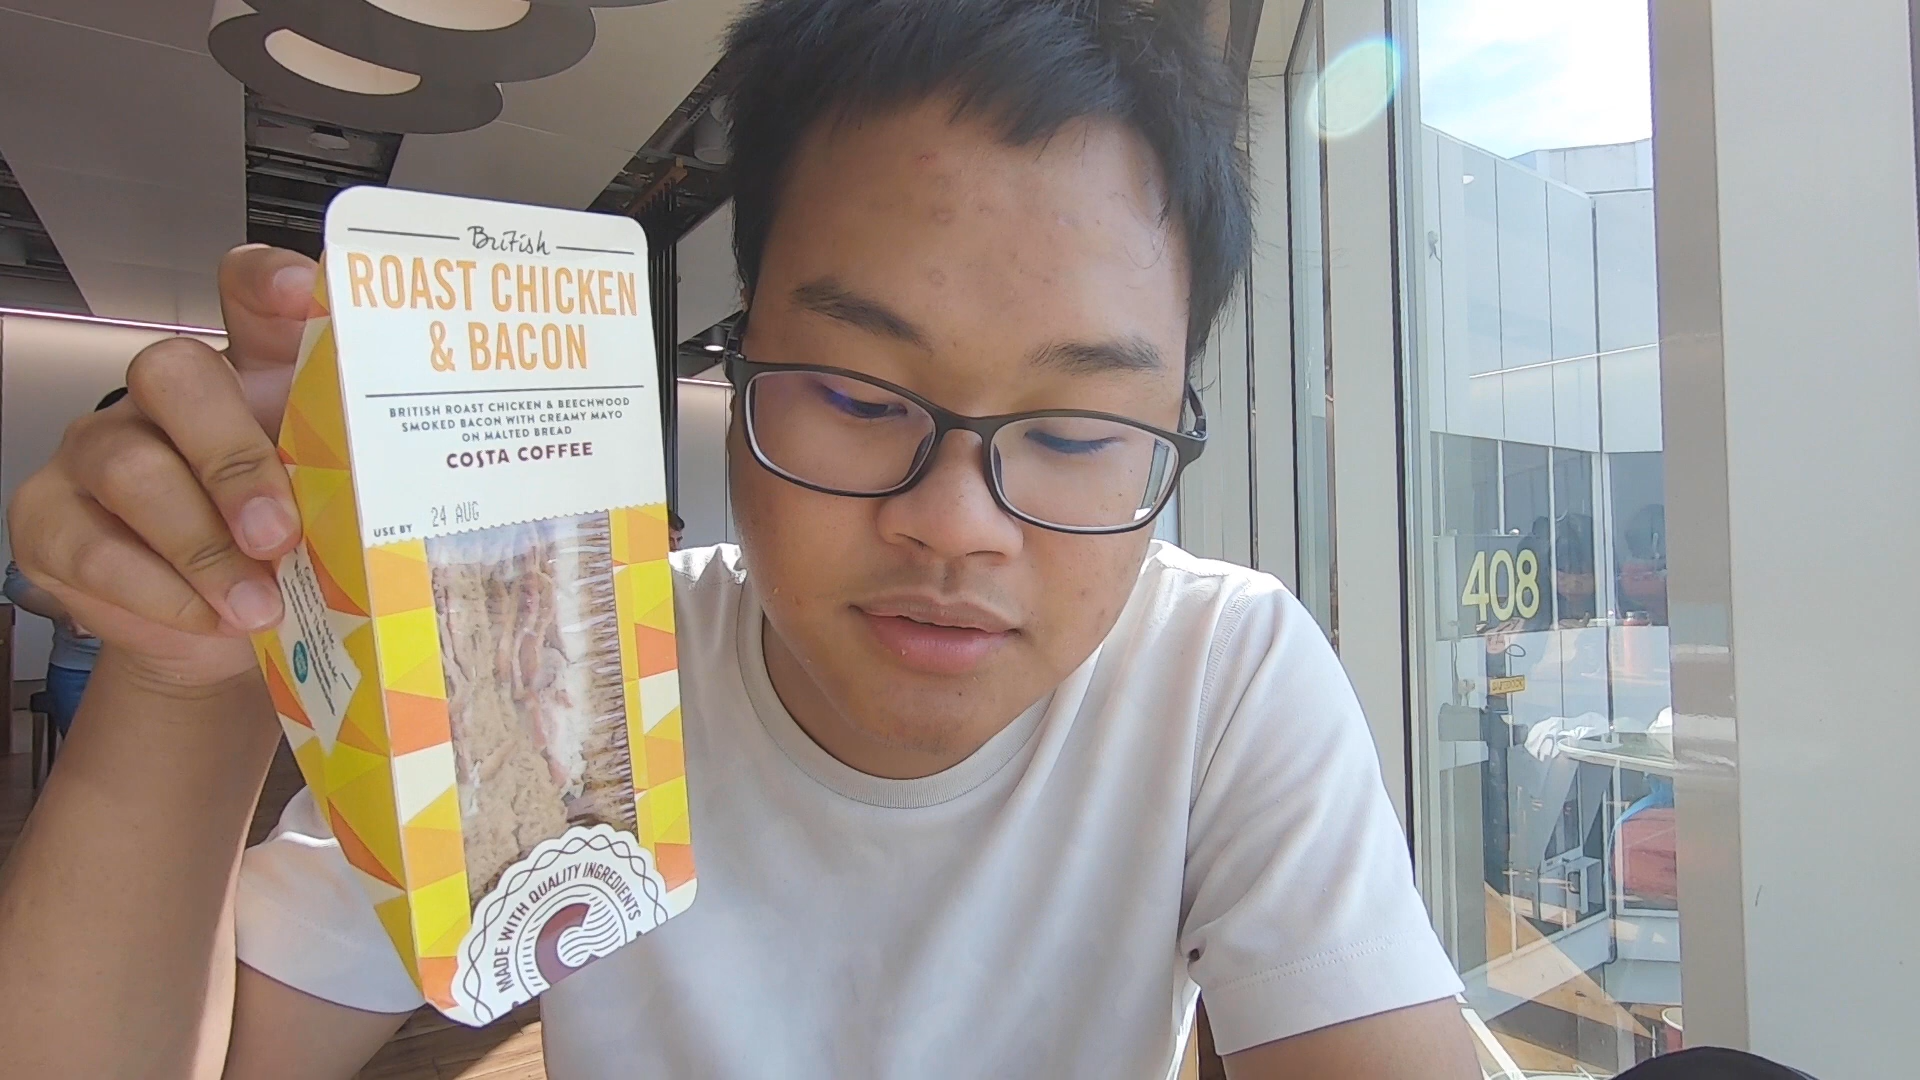 British
ROAST CHICKEN
& BACON
BRITISH ROAST CHICKEN & BEECHWOOD
SMOKED BACON WITH CREAMY MAYO
ON MALTED BREAD
COSTA COFFEE
USE BY 24 AUG
MADE WITH QUALITY INGREDIENTS
408